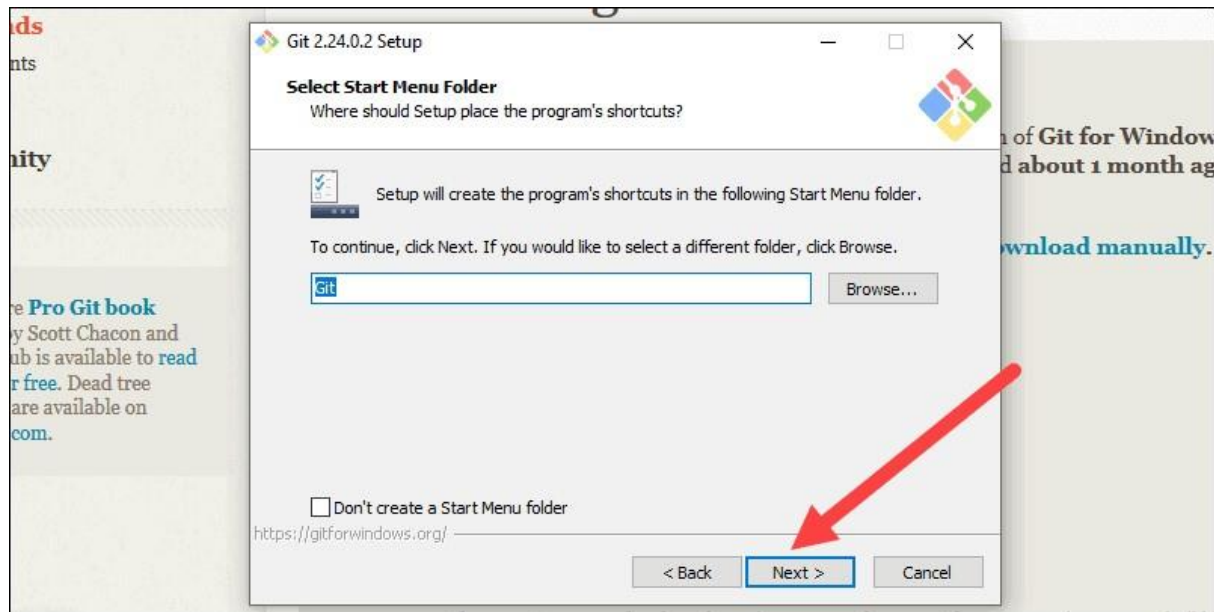 ds
nts
nity
re Pro Git book
by Scott Chacon and
ub is available to read
r free. Dead tree
are available on
com.
Git 2.24.0.2 Setup
Select Start Menu Folder
Where should Setup place the program's shortcuts?
Setup will create the program's shortcuts in the following Start Menu folder.
To continue, click Next. If you would like to select a different folder, click Browse.
Git
Browse...
Don't create a Start Menu folder
https://gitforwindows.org/
< Back
Next >
Cancel
n of Git for Window
d about 1 month ag
ownload manually.